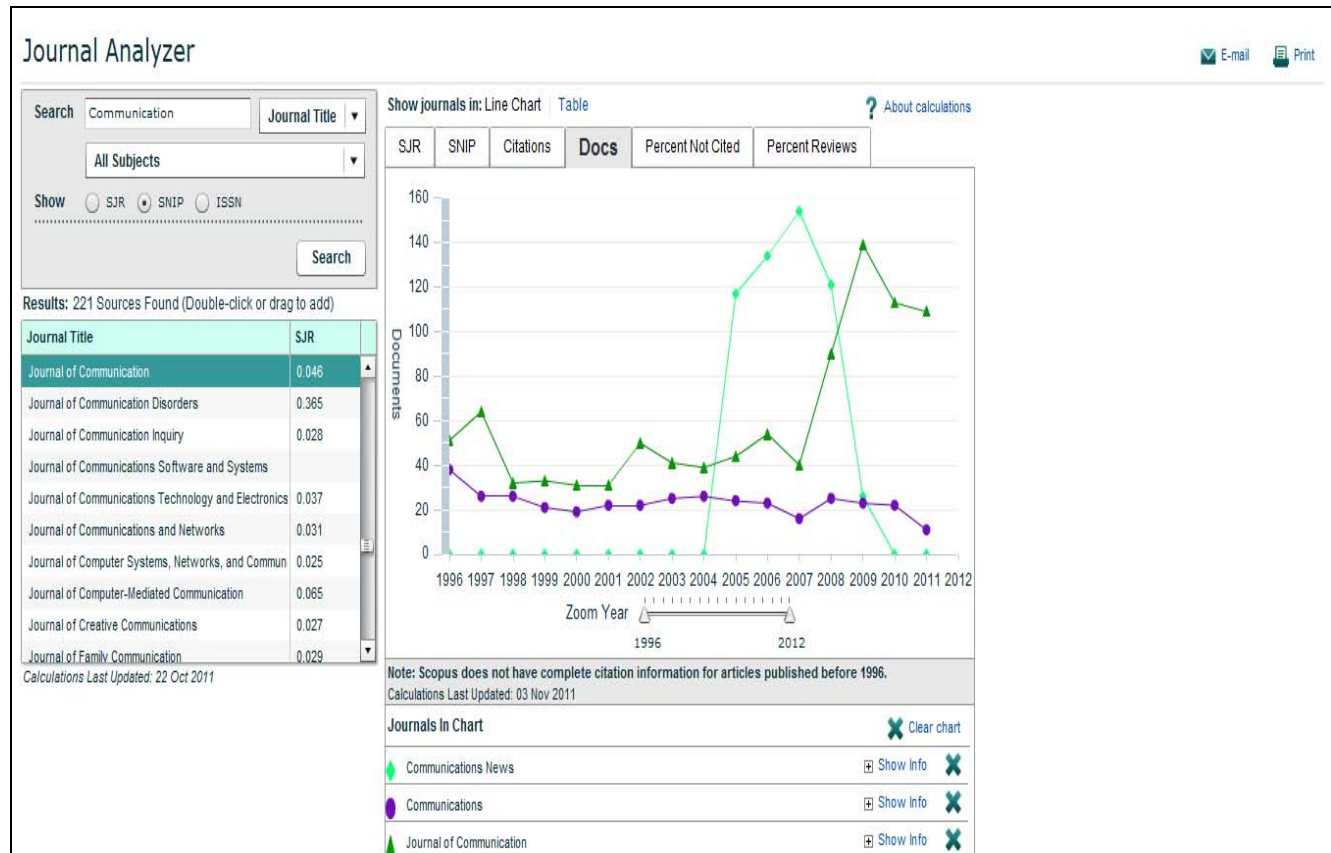 Journal Analyzer
E-mail
Print
Search Communication Journal Title
All Subjects
Show SJR SNIP ISSN
Search
Results: 221 Sources Found (Double-click or drag to add)
Journal Title SJR
Journal of Communication 0.046
Journal of Communication Disorders 0.365
Journal of Communication Inquiry 0.028
Journal of Communications Software and Systems
Journal of Communications Technology and Electronics 0.037
Journal of Communications and Networks 0.031
Journal of Computer Systems, Networks, and Commun 0.025
Journal of Computer-Mediated Communication 0.065
Journal of Creative Communications 0.027
Journal of Family Communication 0.029
Calculations Last Updated: 22 Oct 2011
Show journals in: Line Chart Table
? About calculations
SJR SNIP Citations Docs Percent Not Cited Percent Reviews
160
140
120
100
80
60
40
20
0
Documents
1996 1997 1998 1999 2000 2001 2002 2003 2004 2005 2006 2007 2008 2009 2010 2011 2012
Zoom Year
1996 2012
Note: Scopus does not have complete citation information for articles published before 1996.
Calculations Last Updated: 03 Nov 2011
Journals In Chart Clear chart
Communications News Show Info
Communications Show Info
Journal of Communication Show Info